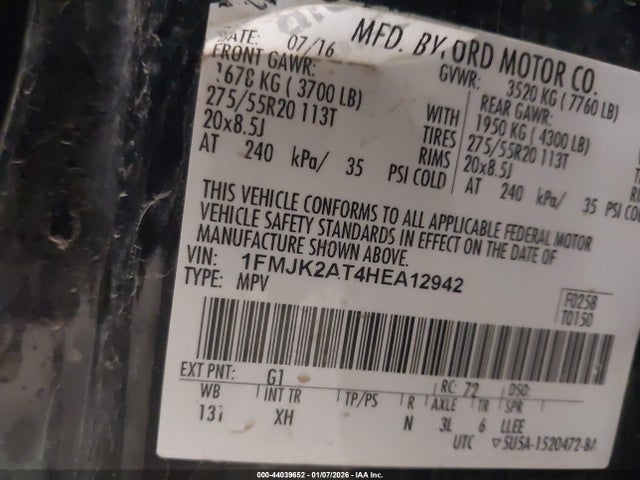 DATE: 07/16 MFD. BY FORD MOTOR CO.
FRONT GAWR: GVWR: 3520 KG (7760 LB)
1678 KG (3700 LB) WITH REAR GAWR:
275/55R20 113T TIRES 1950 KG (4300 LB)
20x8.5J RIMS 275/55R20 113T
AT 240 kPa/ 35 PSI COLD 20x8.5J
AT 240 kPa/ 35 PSI COLD
WITH
TIRES
THIS VEHICLE CONFORMS TO ALL APPLICABLE FEDERAL MOTOR
VEHICLE SAFETY STANDARDS IN EFFECT ON THE DATE OF
MANUFACTURE SHOWN ABOVE.
VIN: 1FMJK2AT4HEA12942
TYPE: MPV
F0258
T0150
EXT PNT: G1 RC: 72 DSO:
WB INT TR TP/PS R AXLE TR SPR
131 XH N 3L 6 LLEE
UTC 5U5A-1520472-BA
000-44039652 | 01/07/2026 | IAA. Inc.